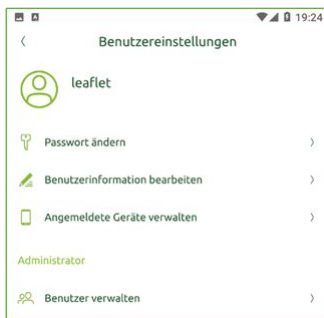 19:24
Benutzereinstellungen
leaflet
Passwort ändern
Benutzerinformation bearbeiten
Angemeldete Geräte verwalten
Administrator
Benutzer verwalten